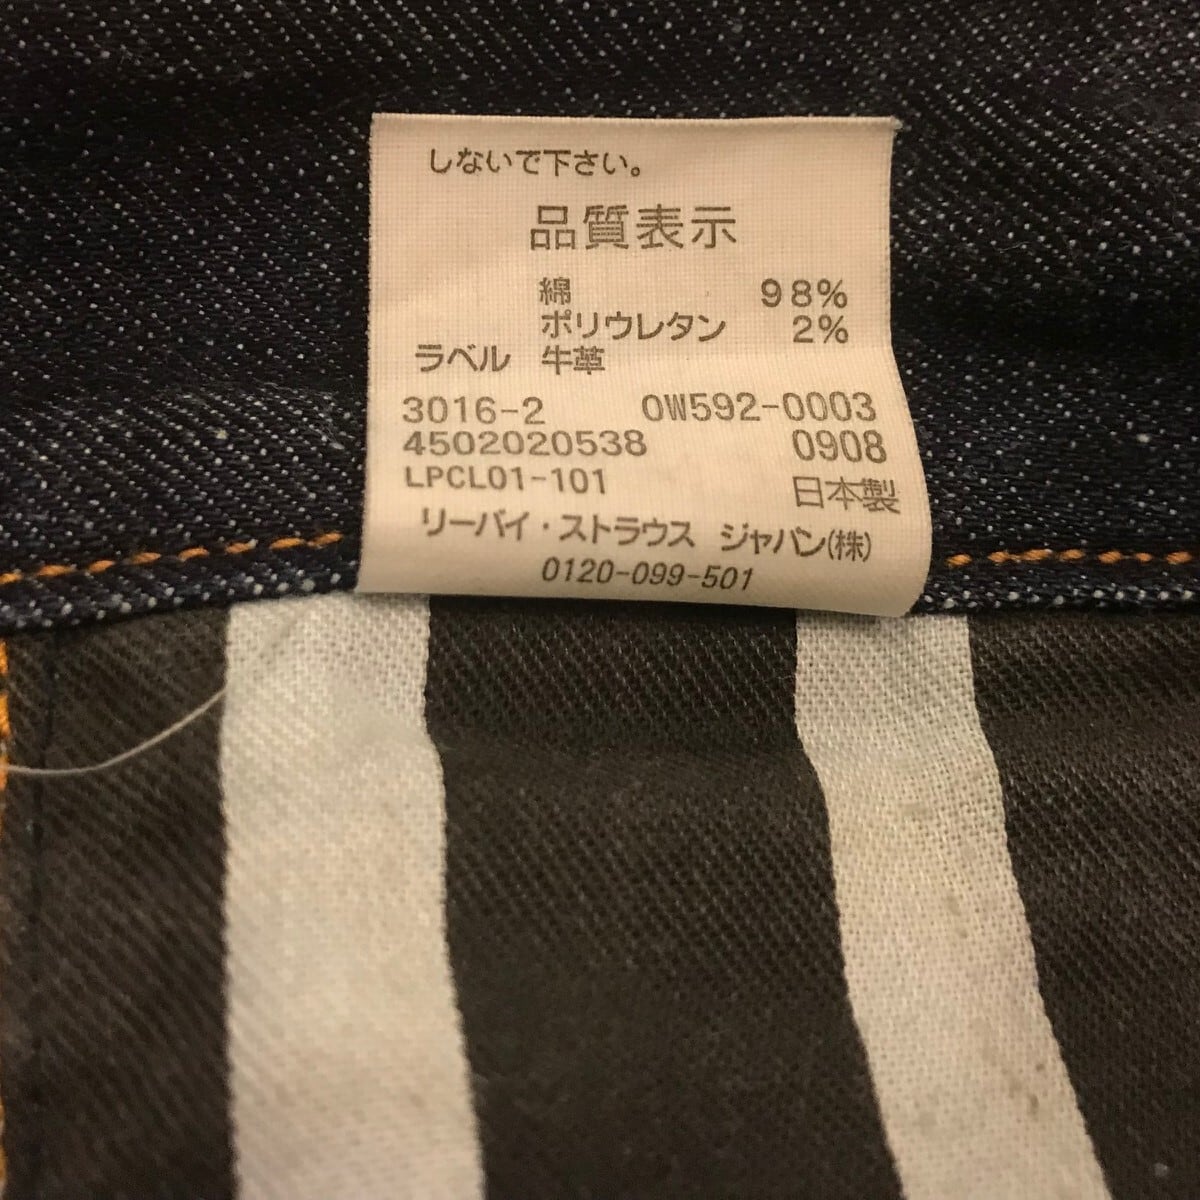 しないで下さい。
品質表示
綿 98%
ポリウレタン 2%
ラベル 牛革
3016-2 0W592-0003
4502020538 0908
LPCL01-101 日本製
リーバイ・ストラウス ジャパン(株)
0120-099-501